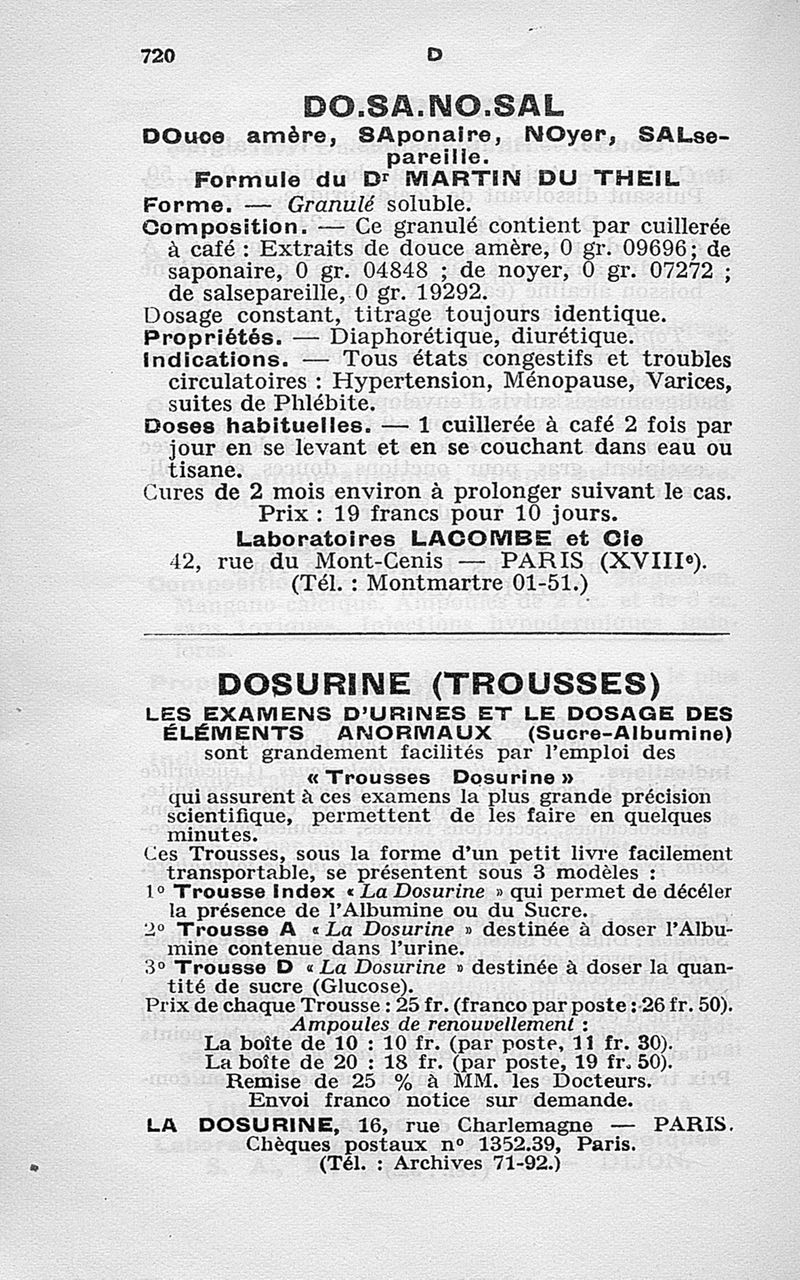 720
D
DO.SA.NO.SAL
DOuce amère, SAponaire, NOyer, SALse-
pareille.
Formule du Dr MARTIN DU THEIL
Forme. — Granulé soluble.
Composition. — Ce granulé contient par cuillerée
à café : Extraits de douce amère, 0 gr. 09696; de
saponaire, 0 gr. 04848 ; de noyer, 0 gr. 07272 ;
de salsepareille, 0 gr. 19292.
Dosage constant, titrage toujours identique.
Propriétés. — Diaphorétique, diurétique.
Indications. — Tous états congestifs et troubles
circulatoires : Hypertension, Ménopause, Varices,
suites de Phlébite.
Doses habituelles. — 1 cuillerée à café 2 fois par
jour en se levant et en se couchant dans eau ou
tisane.
Cures de 2 mois environ à prolonger suivant le cas.
Prix : 19 francs pour 10 jours.
Laboratoires LACOMBE et Cie
42, rue du Mont-Cenis — PARIS (XVIIIe).
(Tél. : Montmartre 01-51.)
DOSURINE (TROUSSES)
LES EXAMENS D'URINES ET LE DOSAGE DES
ÉLÉMENTS ANORMAUX (Sucre-Albumine)
sont grandement facilités par l'emploi des
« Trousses Dosurine »
qui assurent à ces examens la plus grande précision
scientifique, permettent de les faire en quelques
minutes.
Ces Trousses, sous la forme d'un petit livre facilement
transportable, se présentent sous 3 modèles :
1° Trousse Index « La Dosurine » qui permet de décéler
la présence de l'Albumine ou du Sucre.
2° Trousse A « La Dosurine » destinée à doser l'Albu-
mine contenue dans l'urine.
3° Trousse D « La Dosurine » destinée à doser la quan-
tité de sucre (Glucose).
Prix de chaque Trousse : 25 fr. (franco par poste : 26 fr. 50).
Ampoules de renouvellement :
La boîte de 10 : 10 fr. (par poste, 11 fr. 30).
La boîte de 20 : 18 fr. (par poste, 19 fr. 50).
Remise de 25 % à MM. les Docteurs.
Envoi franco notice sur demande.
LA DOSURINE, 16, rue Charlemagne — PARIS.
Chèques postaux n° 1352.39, Paris.
(Tél. : Archives 71-92.)